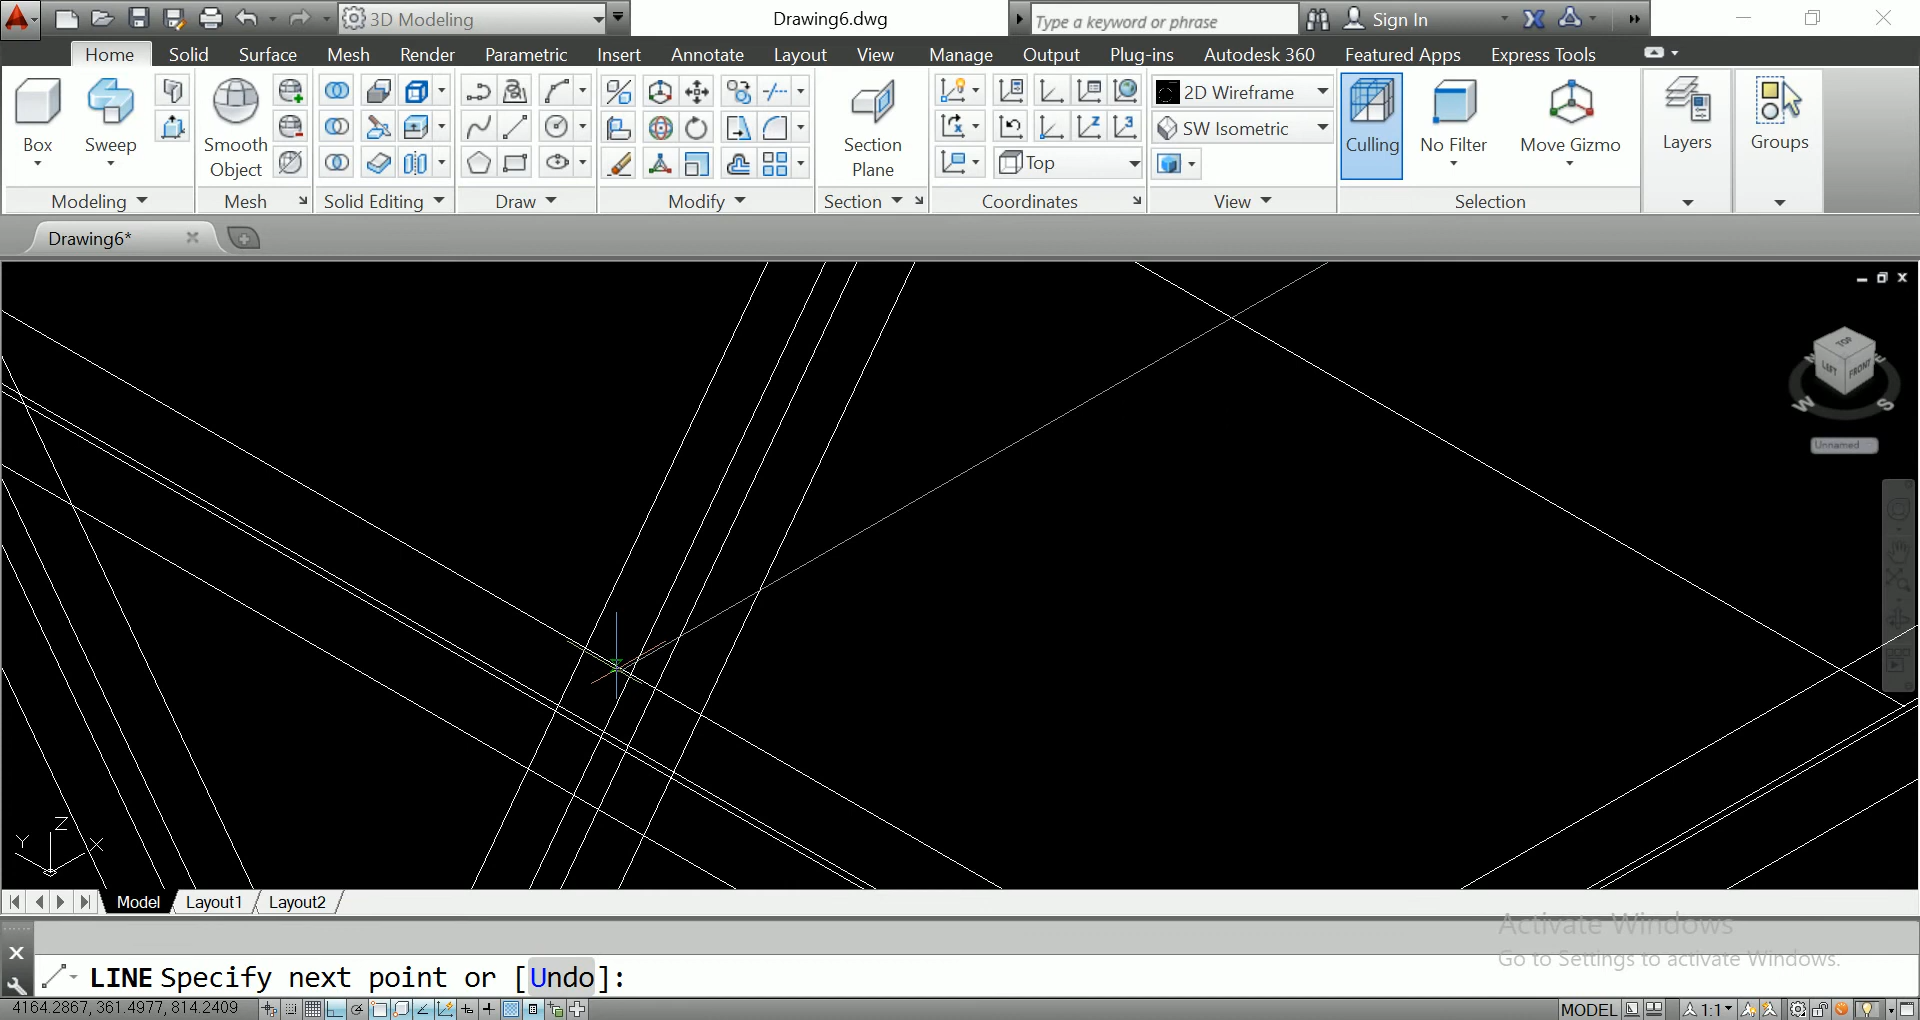 3D Modeling
Drawing6.dwg
Type a keyword or phrase
Sign In
Home
Solid
Surface
Mesh
Render
Parametric
Insert
Annotate
Layout
View
Manage
Output
Plug-ins
Autodesk 360
Featured Apps
Express Tools
2D Wireframe
SW Isometric
Box
Sweep
Smooth
Object
Section
Plane
Top
Culling
No Filter
Move Gizmo
Layers
Groups
Modeling
Mesh
Solid Editing
Draw
Modify
Section
Coordinates
View
Selection
Drawing6*
TOP
LEFT
FRONT
W
S
Unnamed
Z
Y
X
Model
Layout1
Layout2
Activate Windows
Go to Settings to activate Windows.
LINE Specify next point or [Undo]:
4164.2867, 361.4977, 814.2409
MODEL
1:1